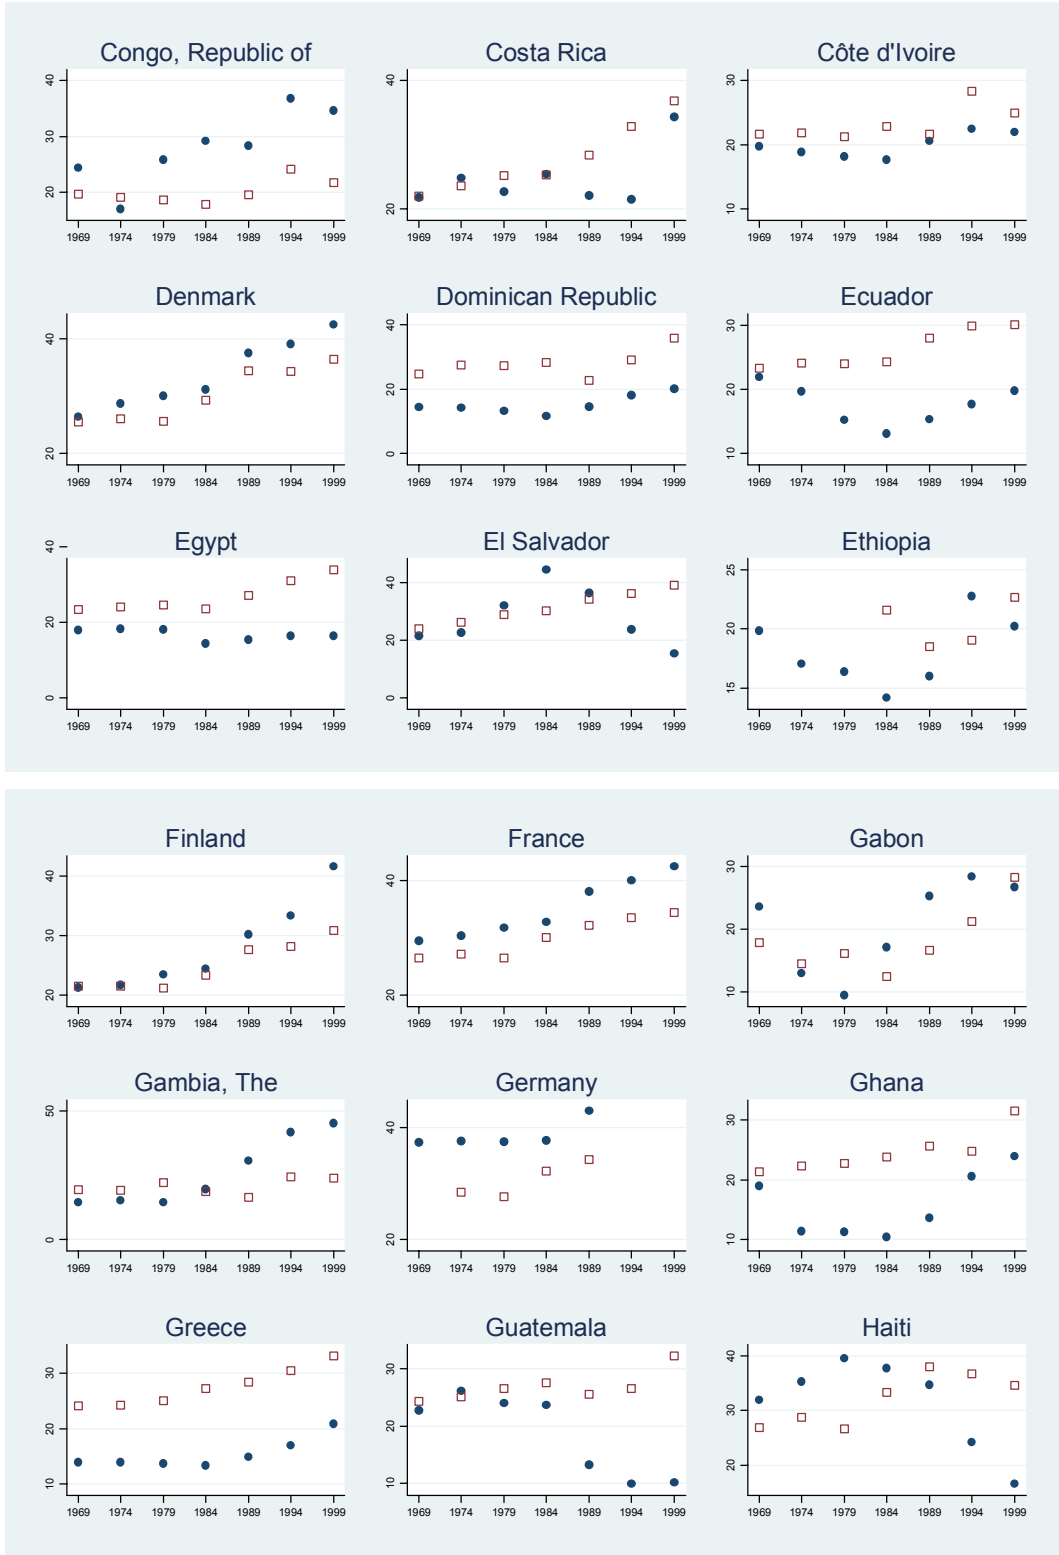 Congo, Republic of Costa Rica Côte d'Ivoire
40 40 30
30 20
20 20 10
1969 1974 1979 1984 1989 1994 1999 1969 1974 1979 1984 1989 1994 1999 1969 1974 1979 1984 1989 1994 1999
Denmark Dominican Republic Ecuador
40 40 30
20 20
20 0 10
1969 1974 1979 1984 1989 1994 1999 1969 1974 1979 1984 1989 1994 1999 1969 1974 1979 1984 1989 1994 1999
Egypt El Salvador Ethiopia
40 40 25
20 20 20
0 0 15
1969 1974 1979 1984 1989 1994 1999 1969 1974 1979 1984 1989 1994 1999 1969 1974 1979 1984 1989 1994 1999
Finland France Gabon
40 40 30
30 20
20 20 10
1969 1974 1979 1984 1989 1994 1999 1969 1974 1979 1984 1989 1994 1999 1969 1974 1979 1984 1989 1994 1999
Gambia, The Germany Ghana
50 40 30
20
0 20 10
1969 1974 1979 1984 1989 1994 1999 1969 1974 1979 1984 1989 1994 1999 1969 1974 1979 1984 1989 1994 1999
Greece Guatemala Haiti
30 30 40
20 20 30
10 10 20
1969 1974 1979 1984 1989 1994 1999 1969 1974 1979 1984 1989 1994 1999 1969 1974 1979 1984 1989 1994 1999